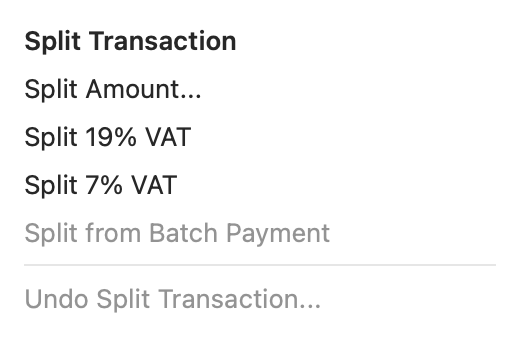 Split Transaction
Split Amount...
Split 19% VAT
Split 7% VAT
Split from Batch Payment
Undo Split Transaction...